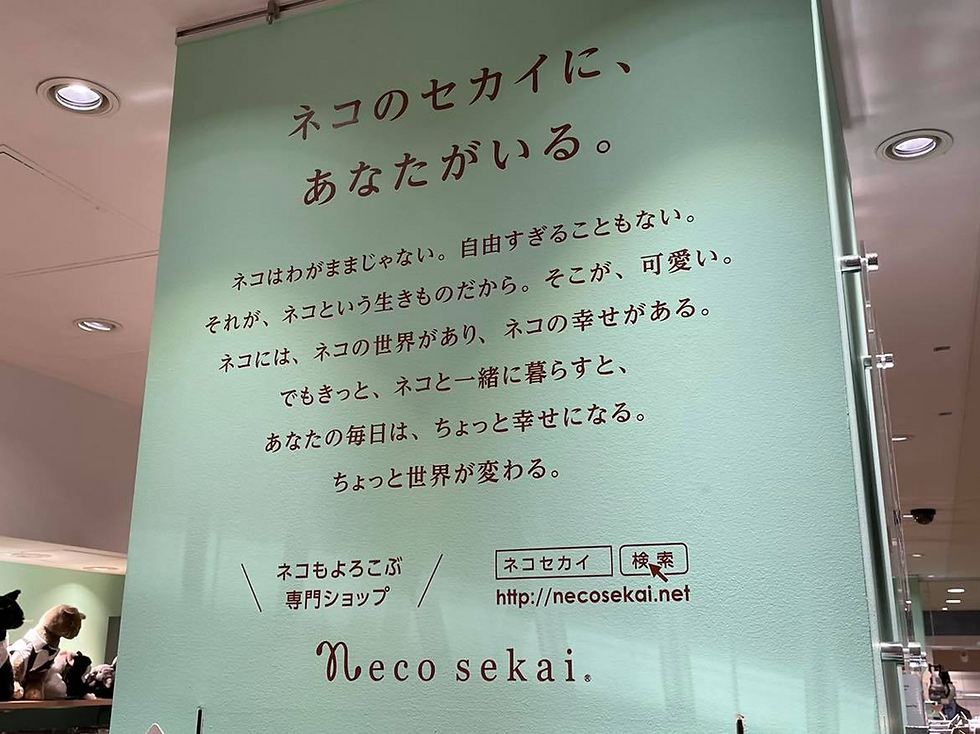 ネコのセカイに、
あなたがいる。
ネコはわがままじゃない。自由すぎることもない。
それが、ネコという生きものだから。そこが、可愛い。
ネコには、ネコの世界があり、ネコの幸せがある。
でもきっと、ネコと一緒に暮らすと、
あなたの毎日は、ちょっと幸せになる。
ちょっと世界が変わる。
ネコもよろこぶ
専門ショップ
ネコセカイ 検索
http://necosekai.net
neco sekai®